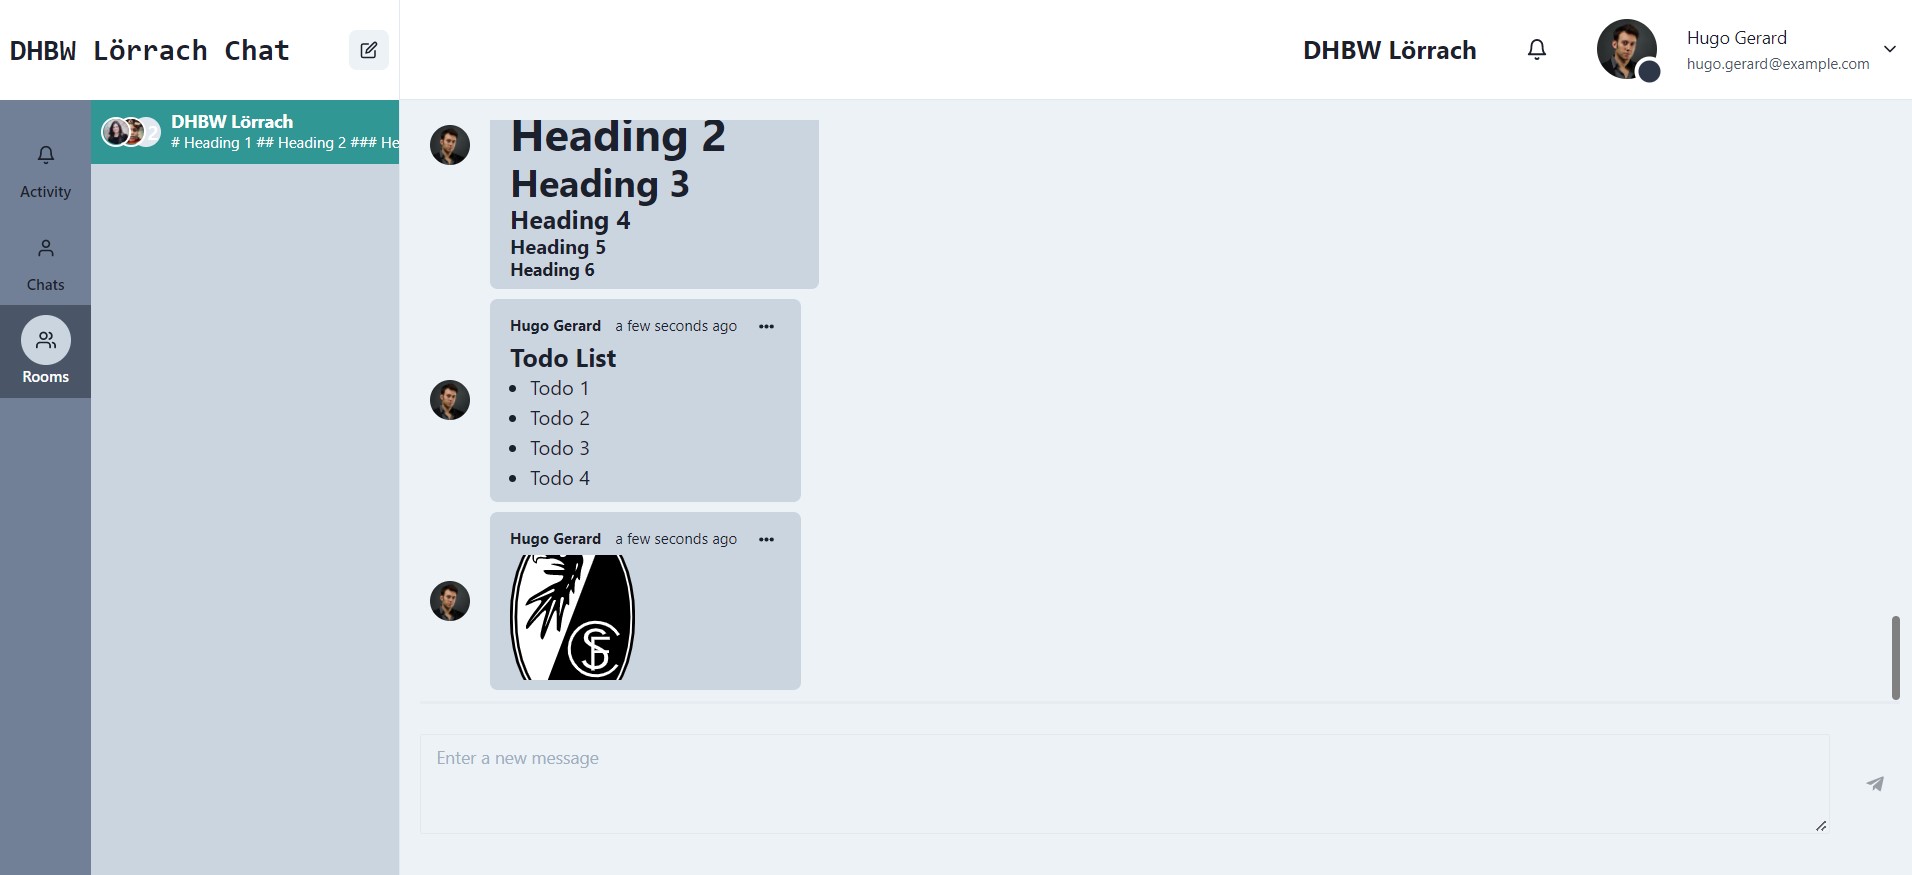 DHBW Lörrach Chat
DHBW Lörrach
Hugo Gerard
hugo.gerard@example.com
Activity
Chats
Rooms
2
DHBW Lörrach
# Heading 1 ## Heading 2 ### He
Heading 2
Heading 3
Heading 4
Heading 5
Heading 6
Hugo Gerard a few seconds ago
Todo List
Todo 1
Todo 2
Todo 3
Todo 4
Hugo Gerard a few seconds ago
SFC
Enter a new message